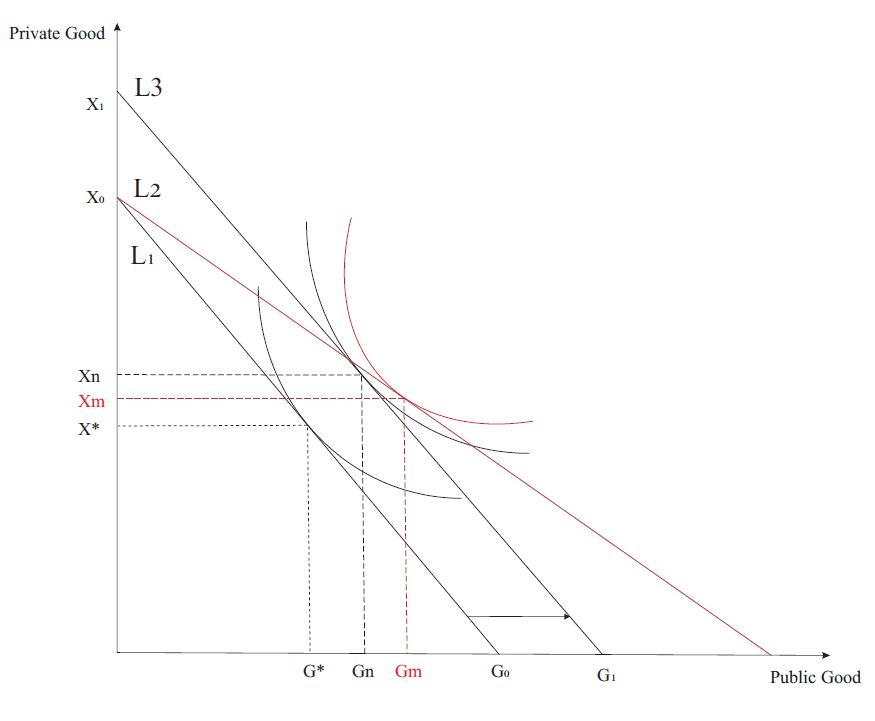 Private Good
L3
X1
L2
X0
L1
Xn
Xm
X*
G* Gn Gm G0 G1
Public Good